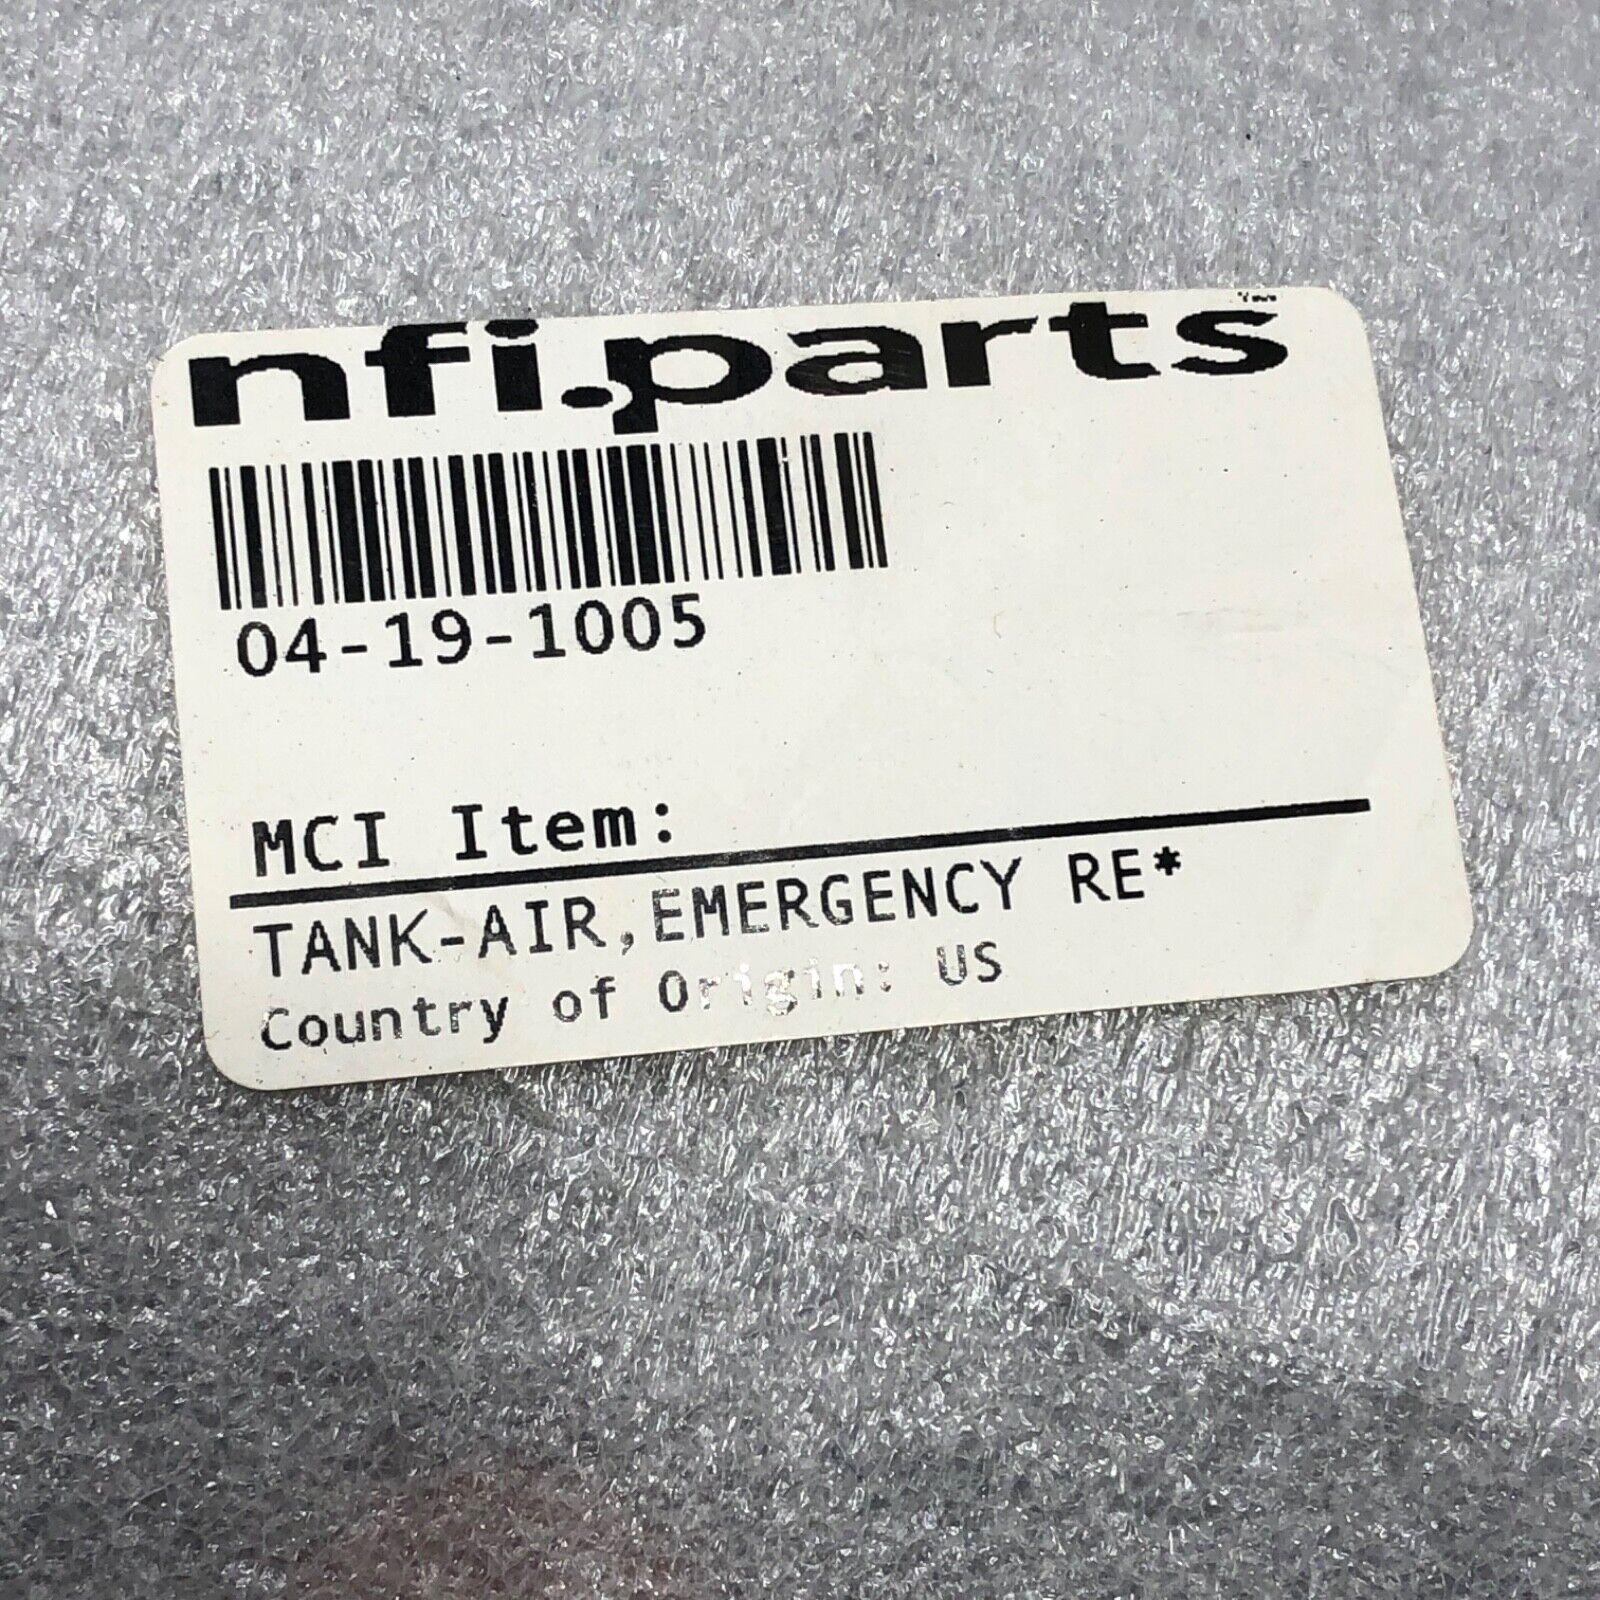 nfi.parts
04-19-1005
MCI Item:
TANK-AIR,EMERGENCY RE*
Country of Origin: US